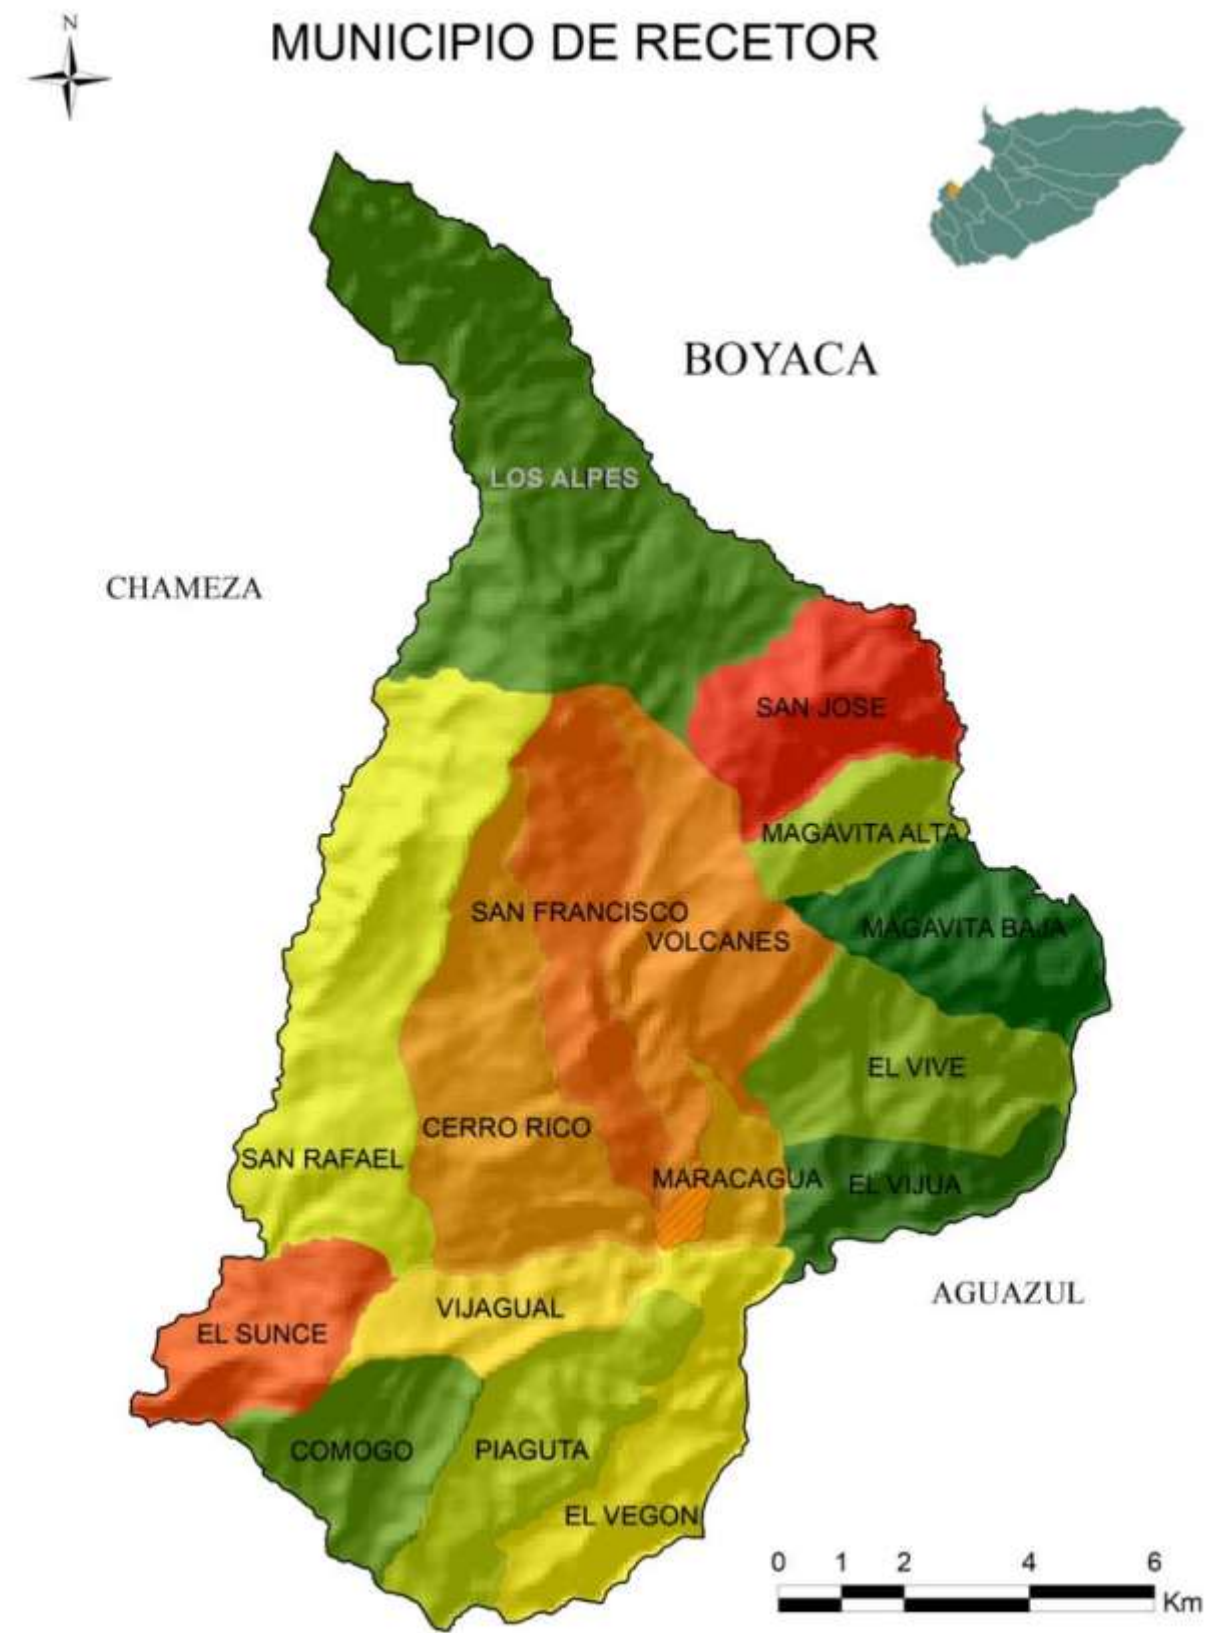 N
MUNICIPIO DE RECETOR
BOYACA
LOS ALPES
CHAMEZA
SAN JOSE
MAGAVITA ALTA
SAN FRANCISCO
MAGAVITA BAJA
VOLCANES
EL VIVE
CERRO RICO
SAN RAFAEL
MARACAGUA
EL VIJUA
AGUAZUL
VIJAGUAL
EL SUNCE
COMOGO
PIAGUTA
EL VEGON
0 1 2 4 6
Km